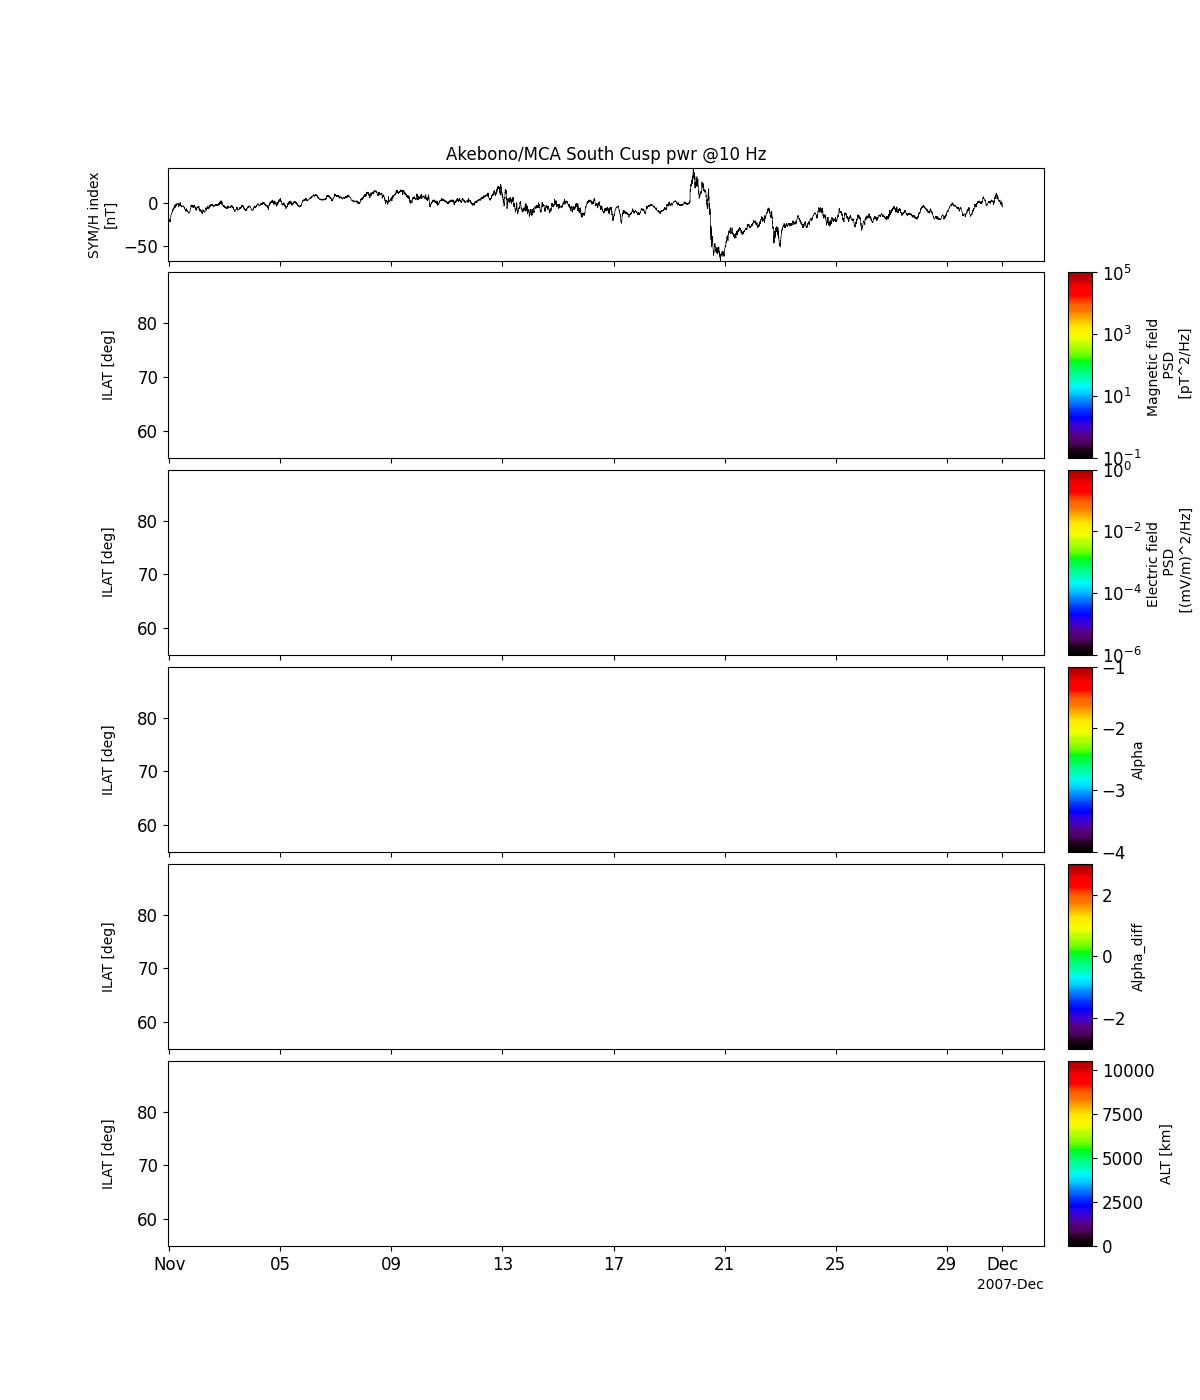 Akebono/MCA South Cusp pwr @10 Hz
SYM/H index
[nT]
0
−50
ILAT [deg]
80
70
60
10^5
10^3
10^1
10^−1
Magnetic field
PSD
[pT^2/Hz]
ILAT [deg]
80
70
60
10^0
10^−2
10^−4
10^−6
Electric field
PSD
[(mV/m)^2/Hz]
ILAT [deg]
80
70
60
−1
−2
−3
−4
Alpha
ILAT [deg]
80
70
60
2
0
−2
Alpha_diff
ILAT [deg]
80
70
60
10000
7500
5000
2500
0
ALT [km]
Nov 05 09 13 17 21 25 29 Dec
2007-Dec